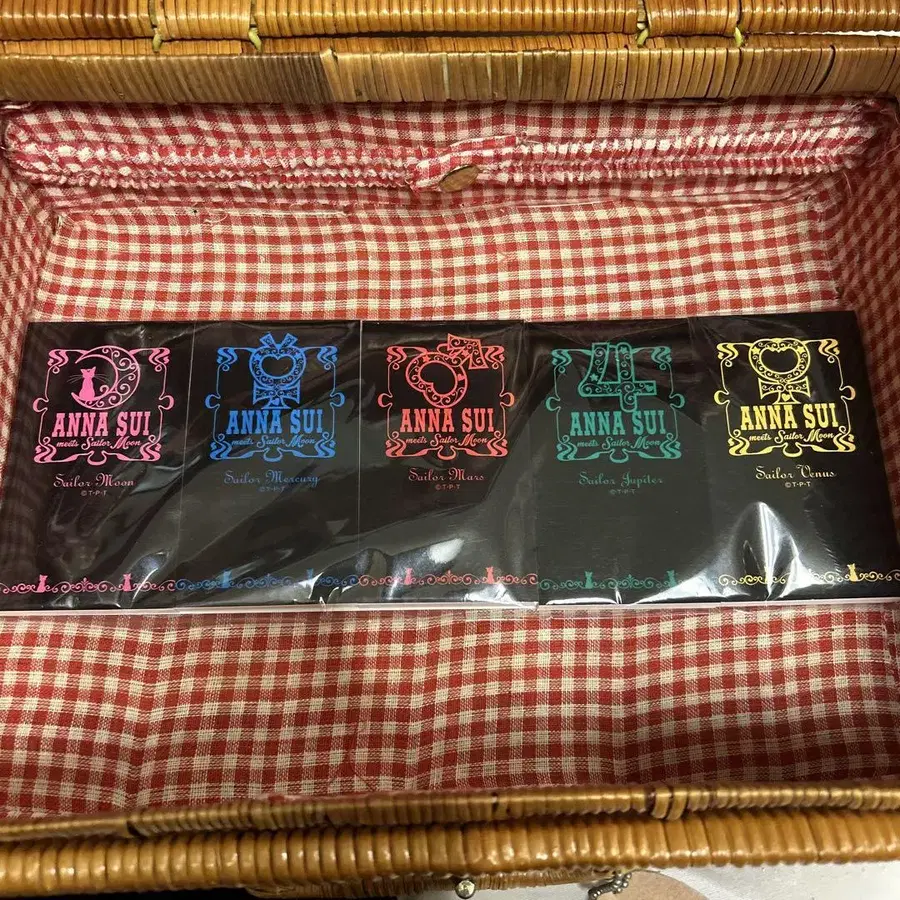 ANNA SUI
meets Sailor Moon
Sailor Moon
©T・P・T
ANNA SUI
meets Sailor Moon
Sailor Mercury
©T・P・T
ANNA SUI
meets Sailor Moon
Sailor Mars
©T・P・T
4
ANNA SUI
meets Sailor Moon
Sailor Jupiter
©T・P・T
ANNA SUI
meets Sailor Moon
Sailor Venus
©T・P・T